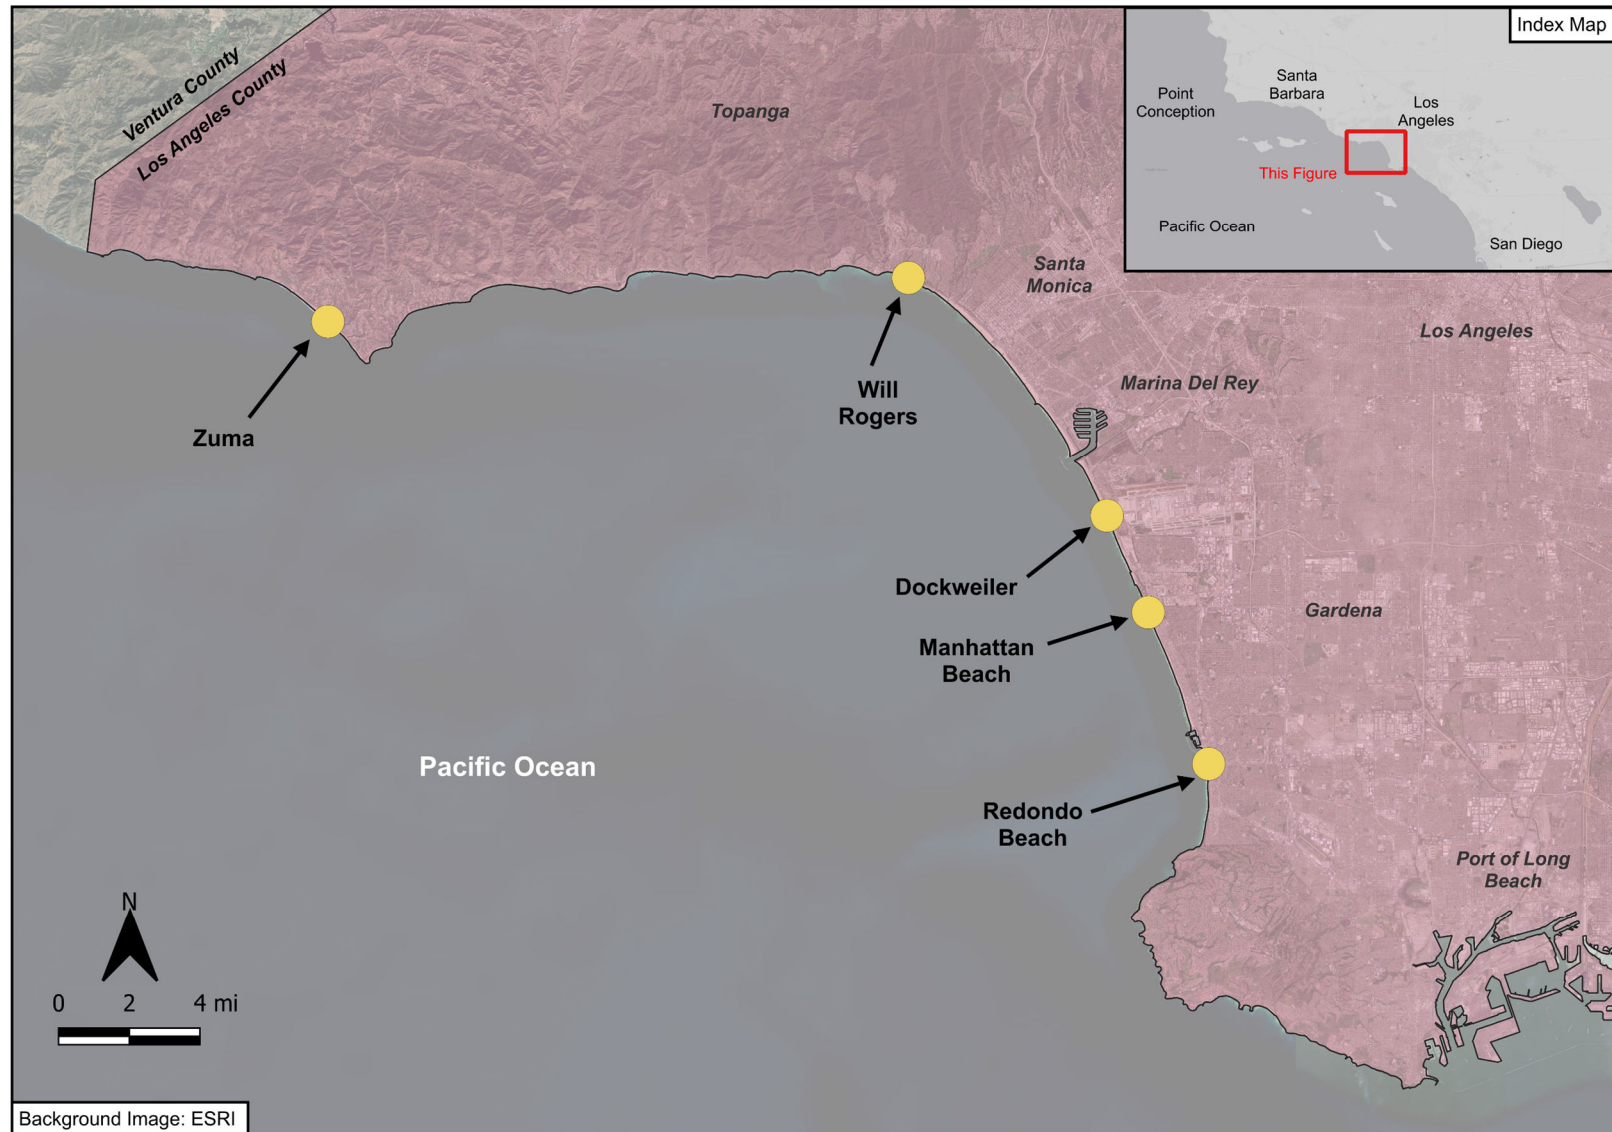 Index Map
Point
Conception
Santa
Barbara
Los
Angeles
This Figure
Pacific Ocean
San Diego
Ventura County
Los Angeles County
Topanga
Santa
Monica
Los Angeles
Marina Del Rey
Zuma
Will
Rogers
Dockweiler
Gardena
Manhattan
Beach
Pacific Ocean
Redondo
Beach
Port of Long
Beach
N
0 2 4 mi
Background Image: ESRI